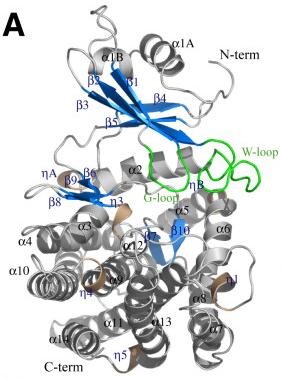 A
α1B
α1A
N-term
β2
β1
β3
β4
β5
W-loop
ηA
β9
β6
α2
ηB
β8
η3
G-loop
α5
α3
α4
α12
β7
β10
α6
α10
η4
α9
η1
α8
α11
α13
α7
α14
C-term
η5